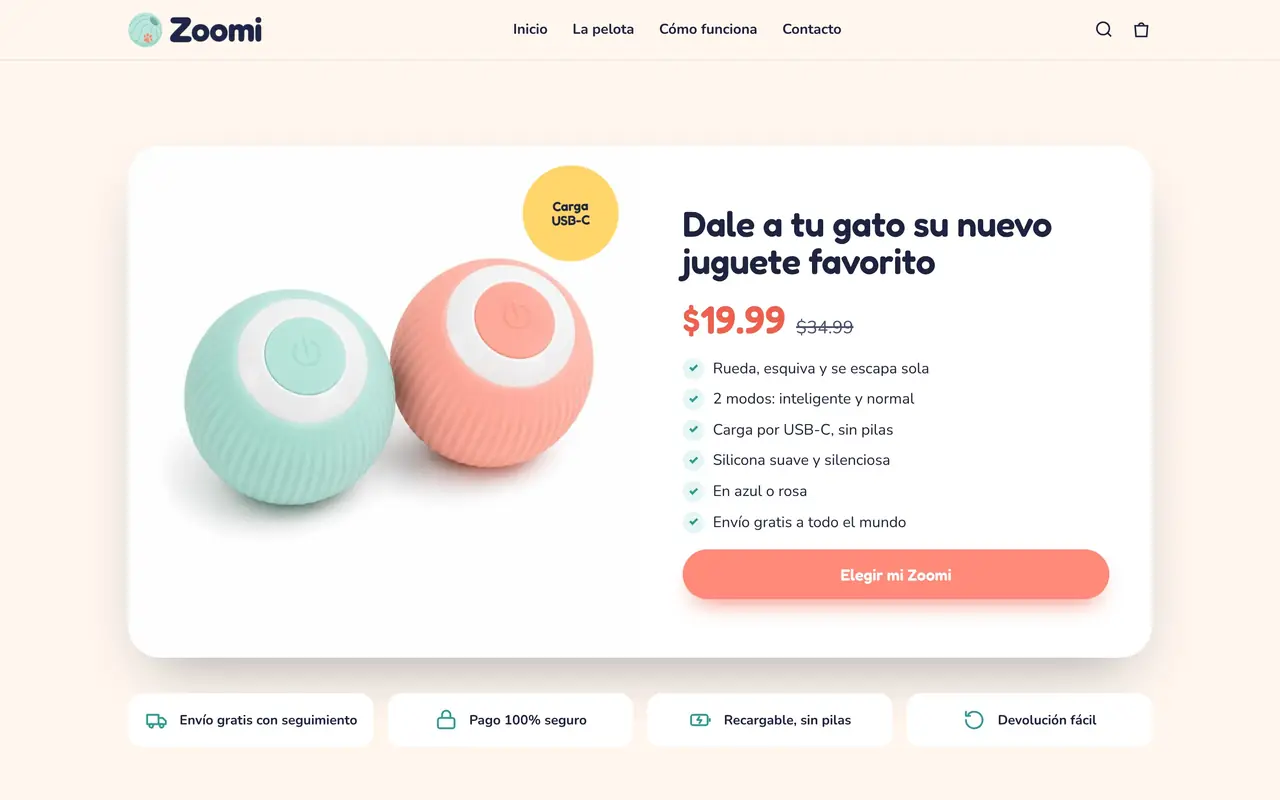 Zoomi
Inicio
La pelota
Cómo funciona
Contacto
Carga
USB-C
Dale a tu gato su nuevo
juguete favorito
$19.99 $34.99
Rueda, esquiva y se escapa sola
2 modos: inteligente y normal
Carga por USB-C, sin pilas
Silicona suave y silenciosa
En azul o rosa
Envío gratis a todo el mundo
Elegir mi Zoomi
Envío gratis con seguimiento
Pago 100% seguro
Recargable, sin pilas
Devolución fácil